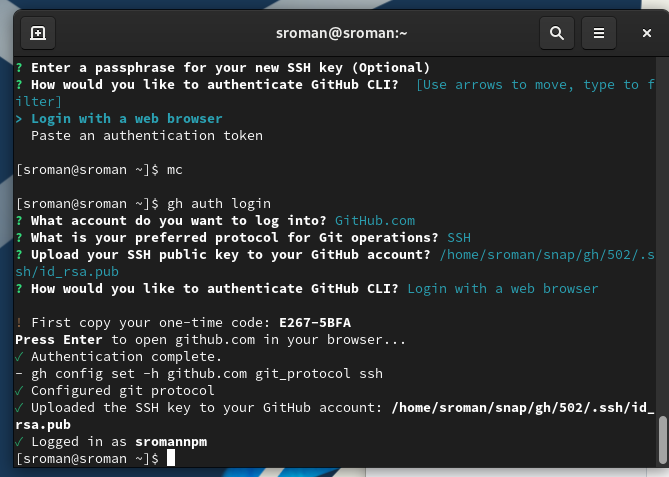 sroman@sroman:~
? Enter a passphrase for your new SSH key (Optional)
? How would you like to authenticate GitHub CLI?  [Use arrows to move, type to f
ilter]
> Login with a web browser
  Paste an authentication token
[sroman@sroman ~]$ mc
[sroman@sroman ~]$ gh auth login
? What account do you want to log into? GitHub.com
? What is your preferred protocol for Git operations? SSH
? Upload your SSH public key to your GitHub account? /home/sroman/snap/gh/502/.s
sh/id_rsa.pub
? How would you like to authenticate GitHub CLI? Login with a web browser
! First copy your one-time code: E267-5BFA
Press Enter to open github.com in your browser...
✓ Authentication complete.
- gh config set -h github.com git_protocol ssh
✓ Configured git protocol
✓ Uploaded the SSH key to your GitHub account: /home/sroman/snap/gh/502/.ssh/id_
rsa.pub
✓ Logged in as sromannpm
[sroman@sroman ~]$